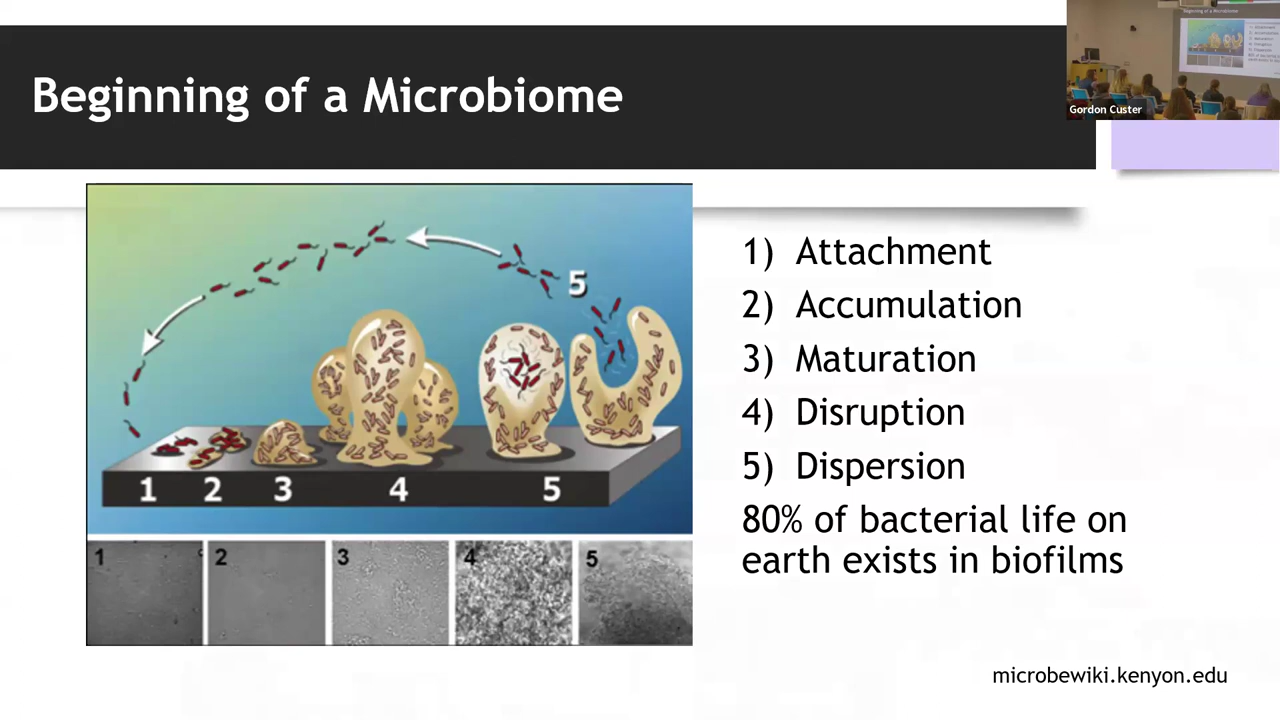 Beginning of a Microbiome
Gordon Custer
5
1 2 3 4 5
1 2 3 4 5
1) Attachment
2) Accumulation
3) Maturation
4) Disruption
5) Dispersion
80% of bacterial life on
earth exists in biofilms
microbewiki.kenyon.edu